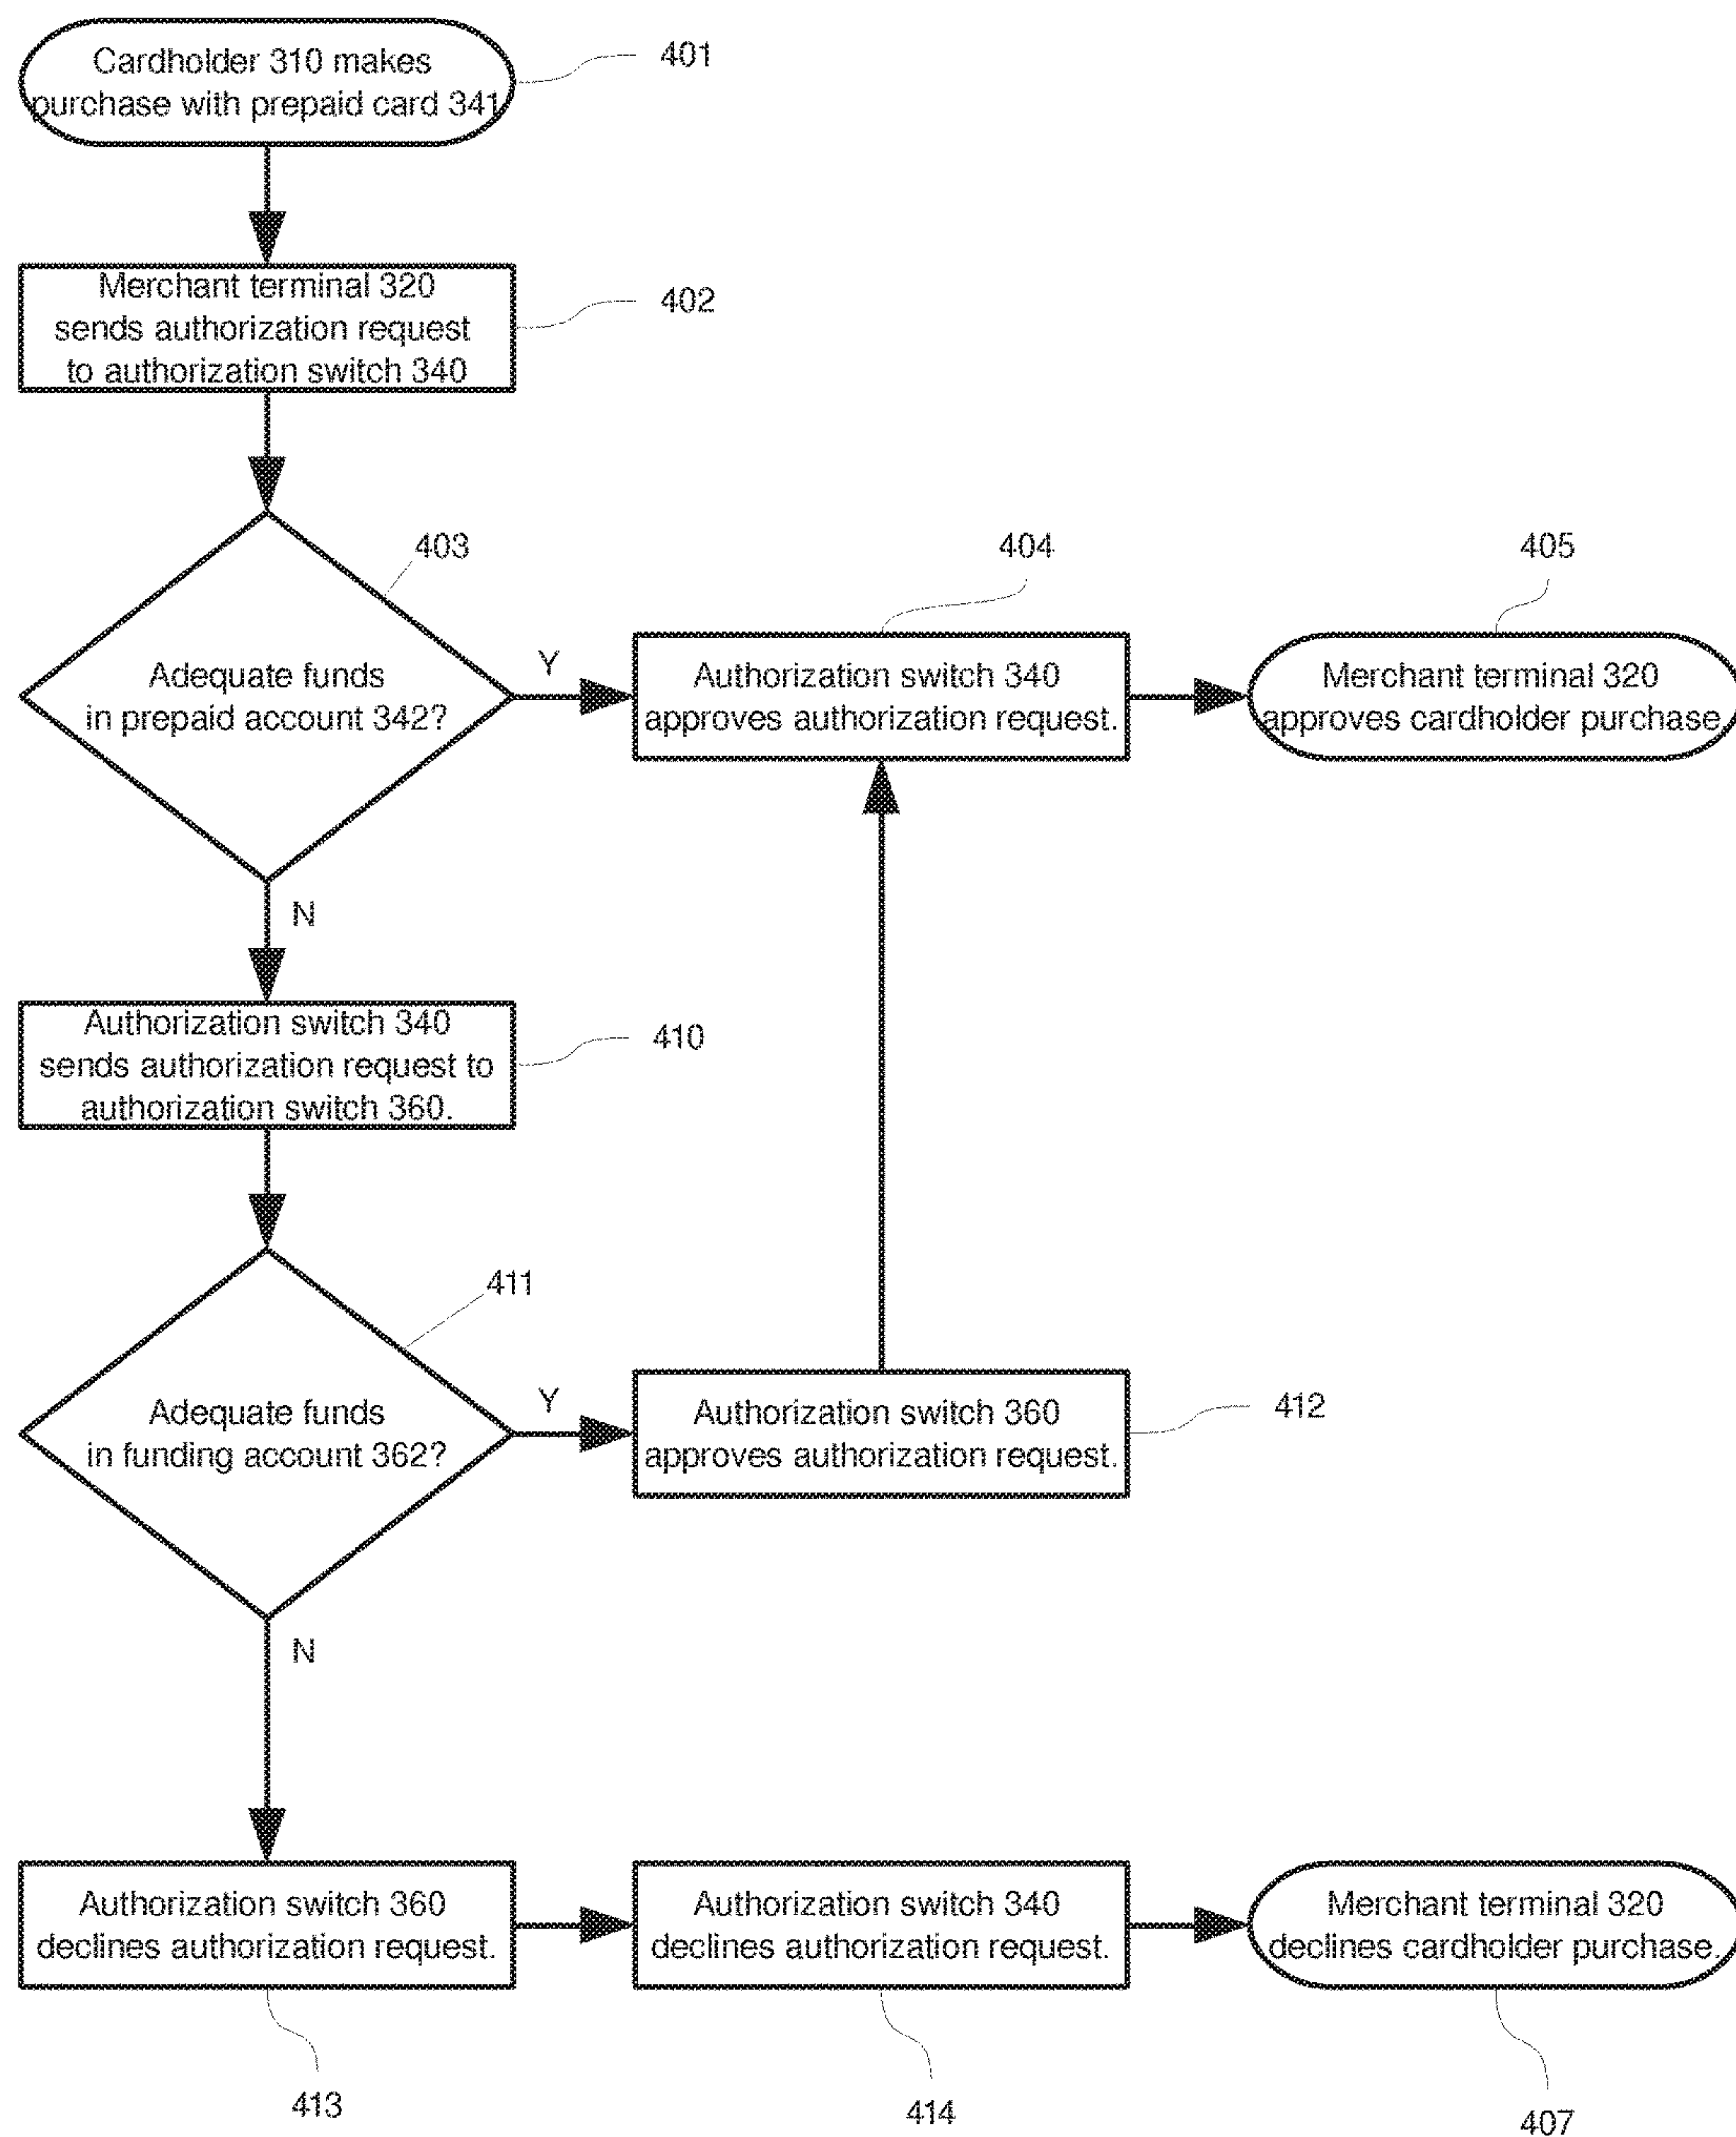 Cardholder 310 makes
purchase with prepaid card 341
401
Merchant terminal 320
sends authorization request
to authorization switch 340
402
403
Adequate funds
in prepaid account 342?
Y
N
404
Authorization switch 340
approves authorization request.
405
Merchant terminal 320
approves cardholder purchase.
Authorization switch 340
sends authorization request to
authorization switch 360.
410
411
Adequate funds
in funding account 362?
Y
N
Authorization switch 360
approves authorization request.
412
Authorization switch 360
declines authorization request.
413
Authorization switch 340
declines authorization request.
414
Merchant terminal 320
declines cardholder purchase.
407